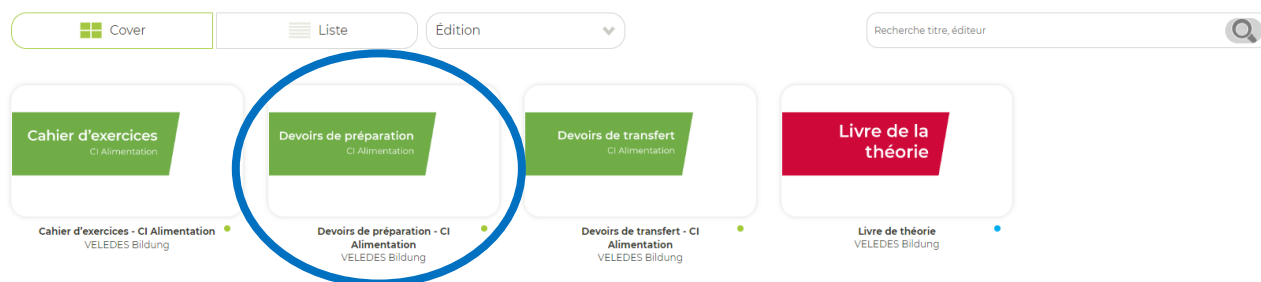 Cover
Liste
Édition
Recherche titre, éditeur
Cahier d'exercices
CI Alimentation
Devoirs de préparation
CI Alimentation
Devoirs de transfert
CI Alimentation
Livre de la
théorie
Cahier d'exercices - CI Alimentation
VELEDES Bildung
Devoirs de préparation - CI
Alimentation
VELEDES Bildung
Devoirs de transfert - CI
Alimentation
VELEDES Bildung
Livre de théorie
VELEDES Bildung